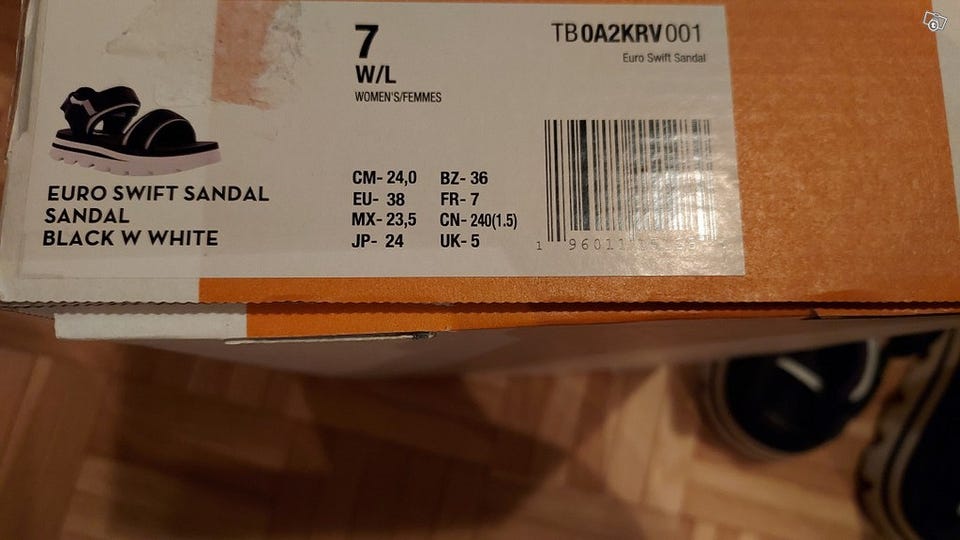 7
W/L
WOMEN'S/FEMMES
TB0A2KRV001
Euro Swift Sandal
EURO SWIFT SANDAL
SANDAL
BLACK W WHITE
CM- 24,0 BZ- 36
EU- 38 FR- 7
MX- 23,5 CN- 240(1.5)
JP- 24 UK- 5